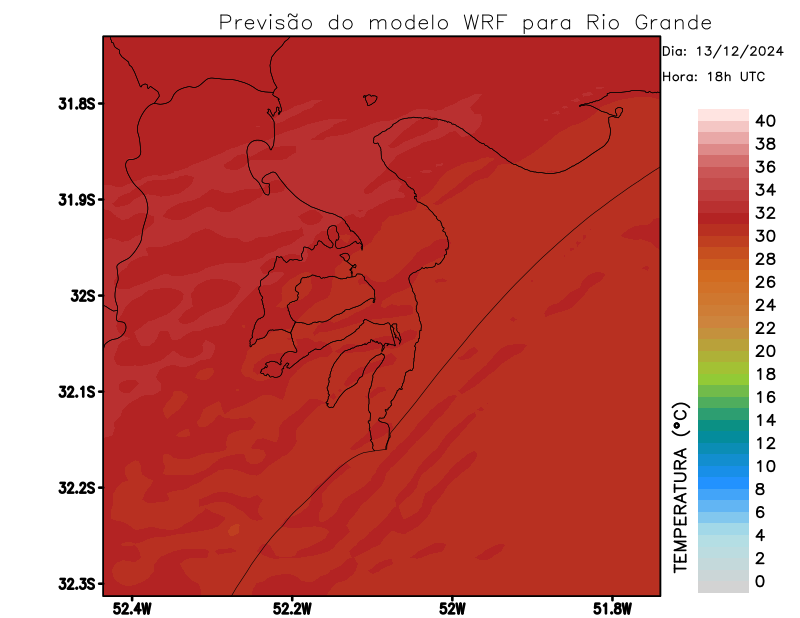 Previsão do modelo WRF para Rio Grande
Dia: 13/12/2024
Hora: 18h UTC
31.8S
31.9S
32S
32.1S
32.2S
32.3S
52.4W
52.2W
52W
51.8W
TEMPERATURA (°C)
40
38
36
34
32
30
28
26
24
22
20
18
16
14
12
10
8
6
4
2
0